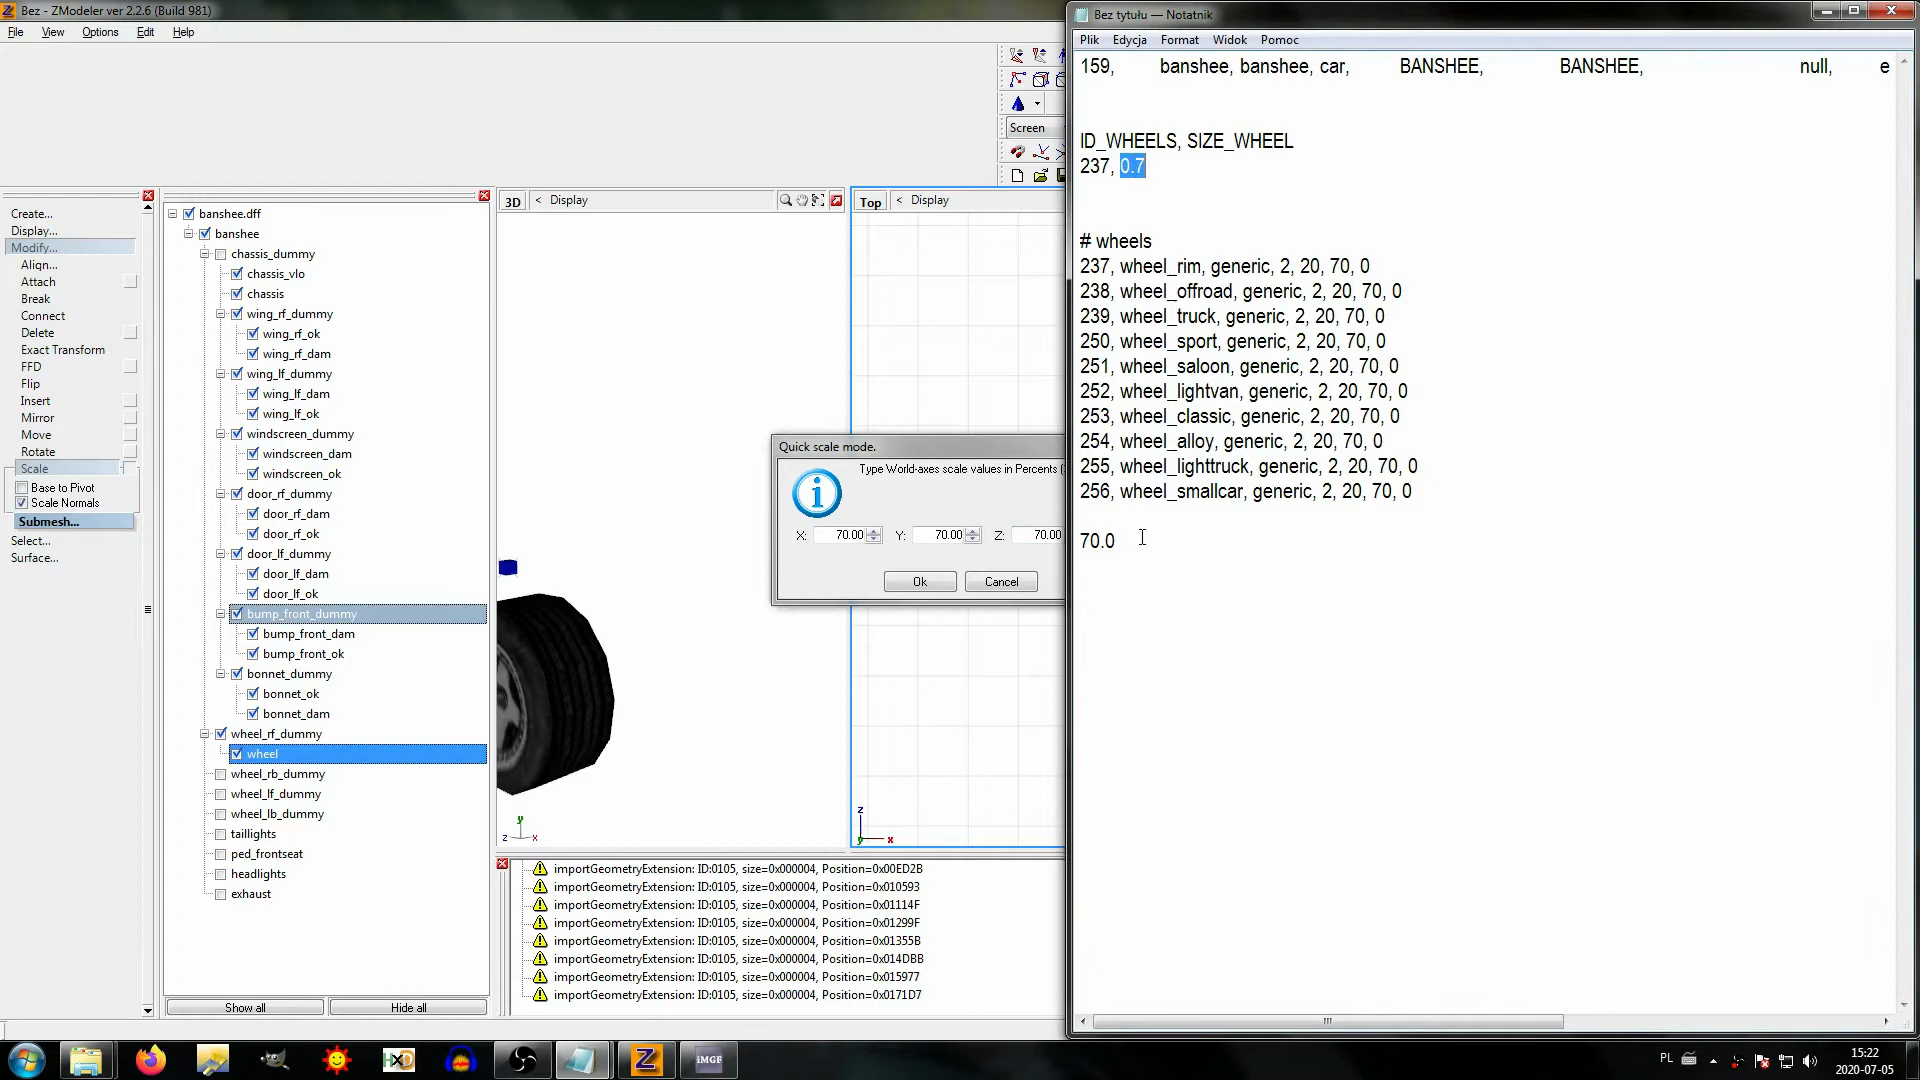 Bez - ZModeler ver 2.2.6 (Build 981)
File View Options Edit Help
Create...
Display...
Modify...
Align...
Attach
Break
Connect
Delete
Exact Transform
FFD
Flip
Insert
Mirror
Move
Rotate
Scale
Base to Pivot
Scale Normals
Submesh...
Select...
Surface...
banshee.dff
banshee
chassis_dummy
chassis_vlo
chassis
wing_rf_dummy
wing_rf_ok
wing_rf_dam
wing_lf_dummy
wing_lf_dam
wing_lf_ok
windscreen_dummy
windscreen_dam
windscreen_ok
door_rf_dummy
door_rf_dam
door_rf_ok
door_lf_dummy
door_lf_dam
door_lf_ok
bump_front_dummy
bump_front_dam
bump_front_ok
bonnet_dummy
bonnet_ok
bonnet_dam
wheel_rf_dummy
wheel
wheel_rb_dummy
wheel_lf_dummy
wheel_lb_dummy
taillights
ped_frontseat
headlights
exhaust
Show all Hide all
3D < Display
Top < Display
Screen
z y x
z y x
Quick scale mode.
Type World-axes scale values in Percents (
X: 70.00 Y: 70.00 Z: 70.00
Ok Cancel
importGeometryExtension: ID:0105, size=0x000004, Position=0x00ED2B
importGeometryExtension: ID:0105, size=0x000004, Position=0x010593
importGeometryExtension: ID:0105, size=0x000004, Position=0x01114F
importGeometryExtension: ID:0105, size=0x000004, Position=0x01299F
importGeometryExtension: ID:0105, size=0x000004, Position=0x01355B
importGeometryExtension: ID:0105, size=0x000004, Position=0x014DBB
importGeometryExtension: ID:0105, size=0x000004, Position=0x015977
importGeometryExtension: ID:0105, size=0x000004, Position=0x0171D7
Bez tytułu — Notatnik
Plik Edycja Format Widok Pomoc
159, banshee, banshee, car, BANSHEE, BANSHEE, null, e
ID_WHEELS, SIZE_WHEEL
237, 0.7
# wheels
237, wheel_rim, generic, 2, 20, 70, 0
238, wheel_offroad, generic, 2, 20, 70, 0
239, wheel_truck, generic, 2, 20, 70, 0
250, wheel_sport, generic, 2, 20, 70, 0
251, wheel_saloon, generic, 2, 20, 70, 0
252, wheel_lightvan, generic, 2, 20, 70, 0
253, wheel_classic, generic, 2, 20, 70, 0
254, wheel_alloy, generic, 2, 20, 70, 0
255, wheel_lighttruck, generic, 2, 20, 70, 0
256, wheel_smallcar, generic, 2, 20, 70, 0
70.0
HxD
iMGF
PL
15:22
2020-07-05